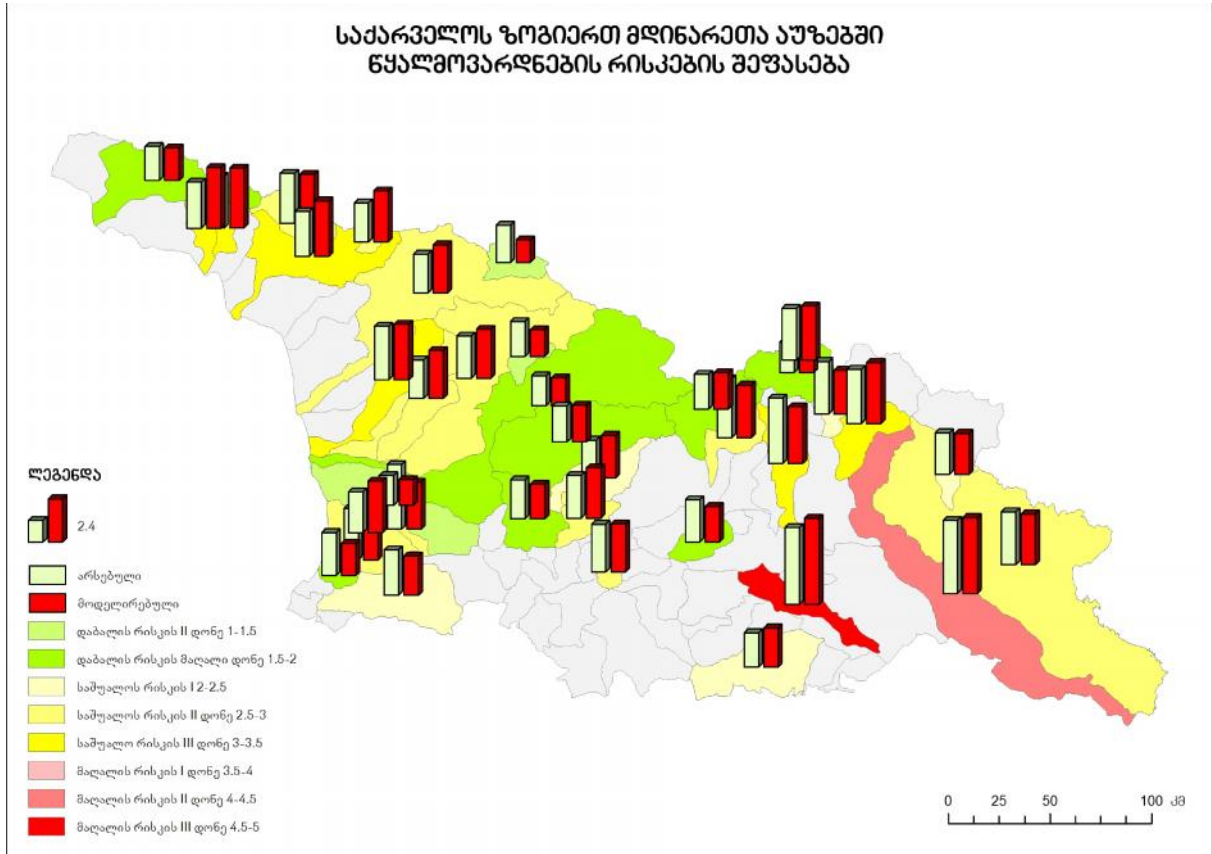 საქართველოს ზოგიერთ მდინარეთა აუზებში
წყალმოვარდნების რისკების შეფასება
ლეგენდა
2.4
არსებული
მოდელირებული
დაბალის რისკის II დონე 1-1.5
დაბალის რისკის მაღალი დონე 1.5-2
საშუალოს რისკის I 2-2.5
საშუალოს რისკის II დონე 2.5-3
საშუალო რისკის III დონე 3-3.5
მაღალის რისკის I დონე 3.5-4
მაღალის რისკის II დონე 4-4.5
მაღალის რისკის III დონე 4.5-5
0 25 50 100 კმ